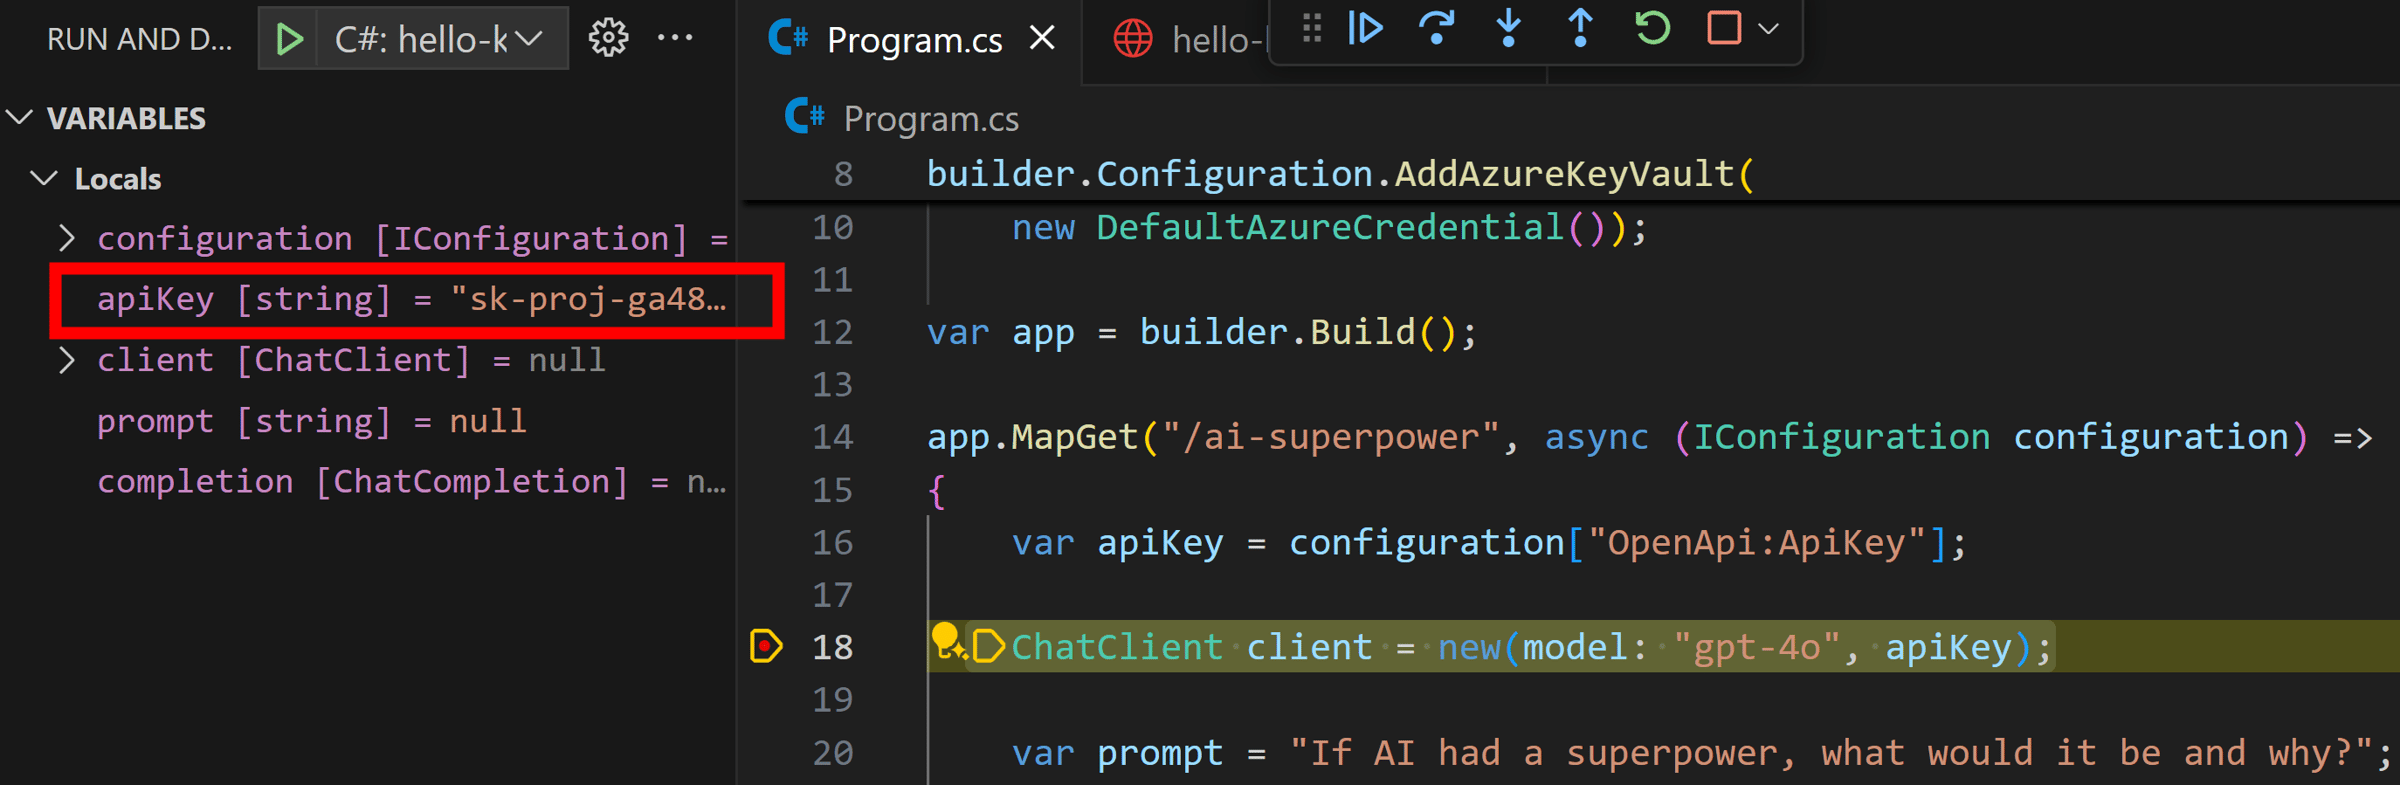 RUN AND D...
C#: hello-k
Program.cs
hello-
VARIABLES
Program.cs
Locals
8 builder.Configuration.AddAzureKeyVault(
10 new DefaultAzureCredential());
11
12 var app = builder.Build();
13
14 app.MapGet("/ai-superpower", async (IConfiguration configuration) =>
15 {
16 var apiKey = configuration["OpenApi:ApiKey"];
17
18 ChatClient client = new(model: "gpt-4o", apiKey);
19
20 var prompt = "If AI had a superpower, what would it be and why?";
configuration [IConfiguration] =
apiKey [string] = "sk-proj-ga48…
client [ChatClient] = null
prompt [string] = null
completion [ChatCompletion] = n…